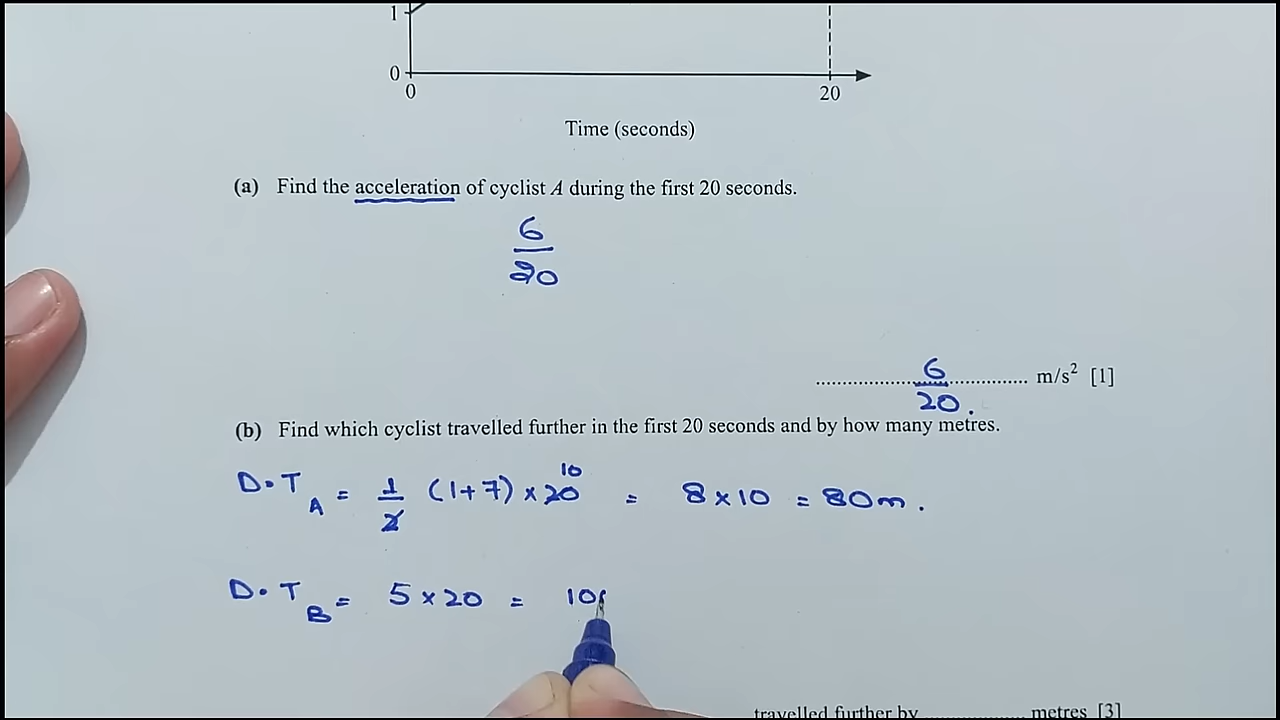 1
0
0 20
Time (seconds)
(a) Find the acceleration of cyclist A during the first 20 seconds.
6
20
6
.................................... m/s² [1]
20.
(b) Find which cyclist travelled further in the first 20 seconds and by how many metres.
D.T A = 1/2 (1+7) × 20 10 = 8 × 10 = 80m.
D.T B = 5 × 20 = 10
travelled further by .................... metres [3]